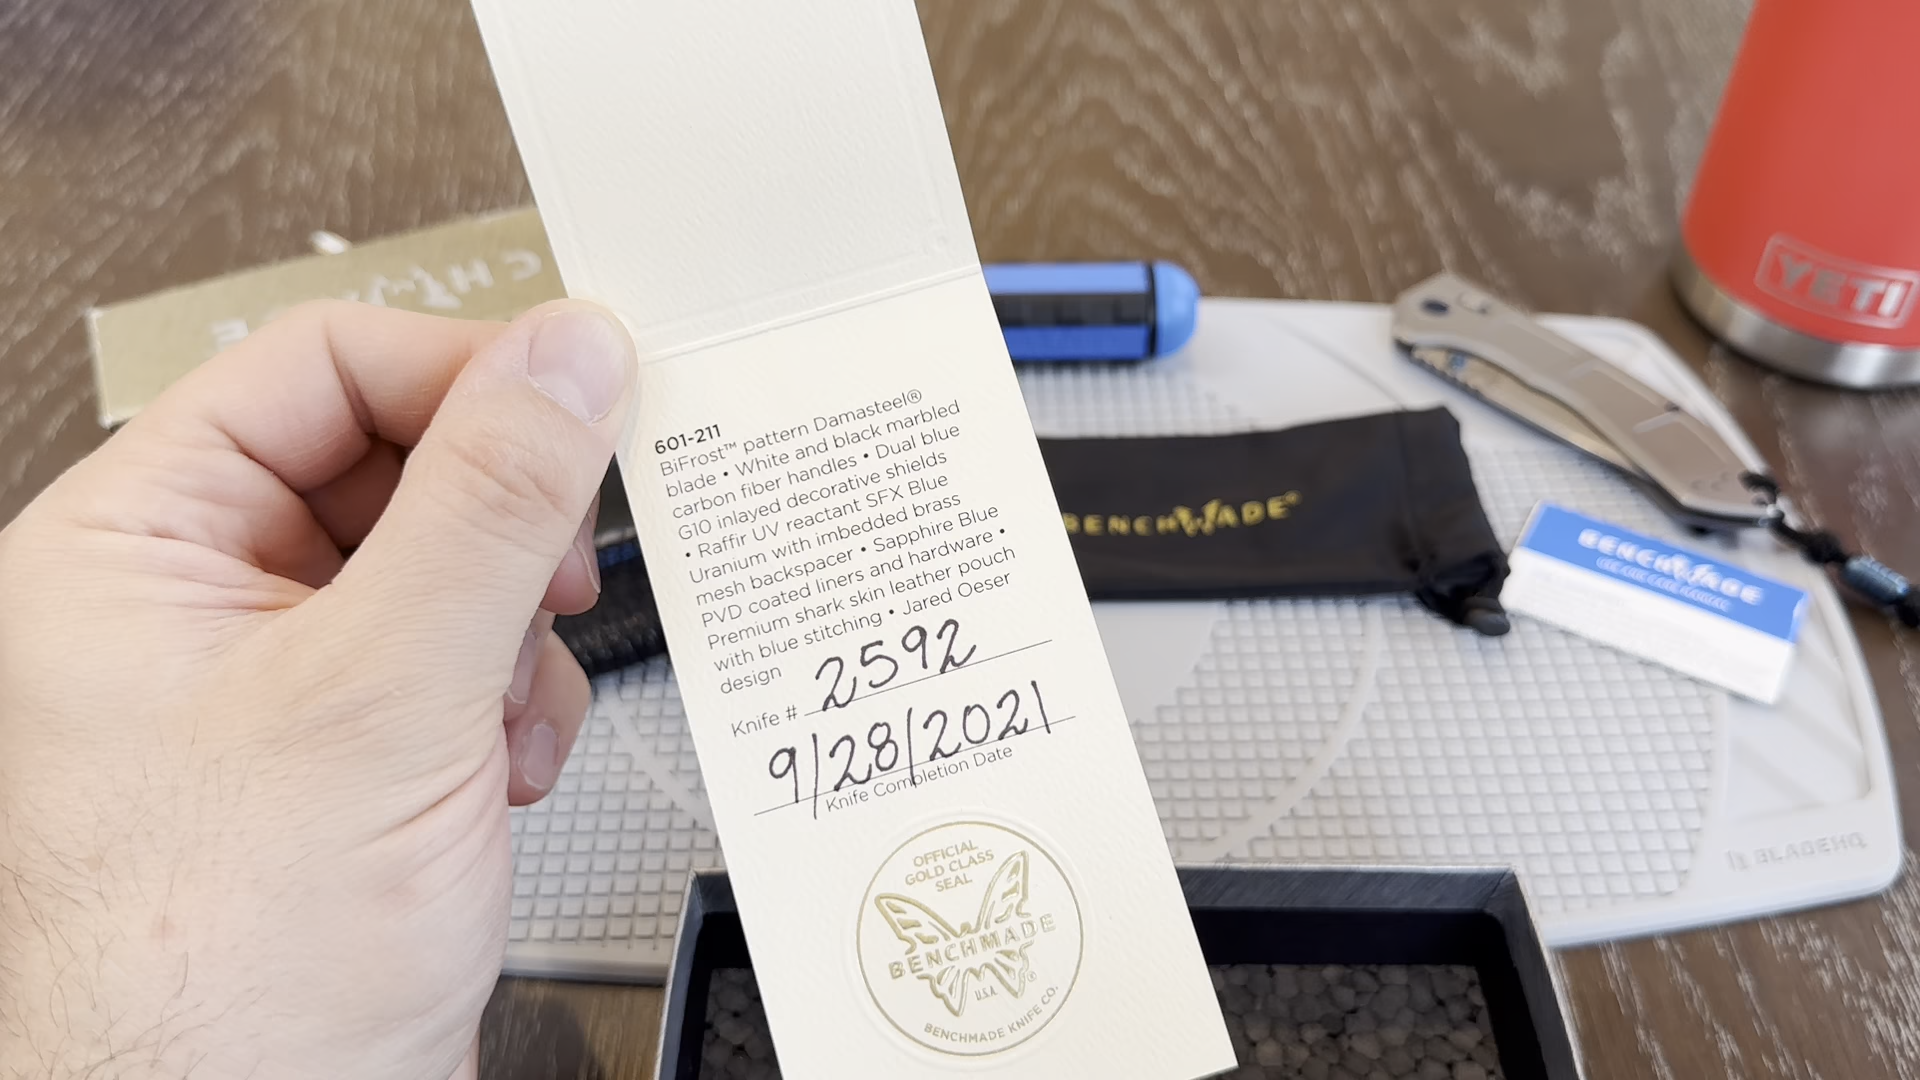 601-211
BiFrost™ pattern Damasteel®
blade • White and black marbled
carbon fiber handles • Dual blue
G10 inlayed decorative shields
• Raffir UV reactant SFX Blue
Uranium with imbedded brass
mesh backspacer • Sapphire Blue
PVD coated liners and hardware •
Premium shark skin leather pouch
with blue stitching • Jared Oeser
design
Knife # 2592
9/28/2021
Knife Completion Date
OFFICIAL
GOLD CLASS
SEAL
BENCHMADE
U.S.A.
®
BENCHMADE KNIFE CO.
YETI
BENCHMADE®
BENCHMADE
BLADEHQ